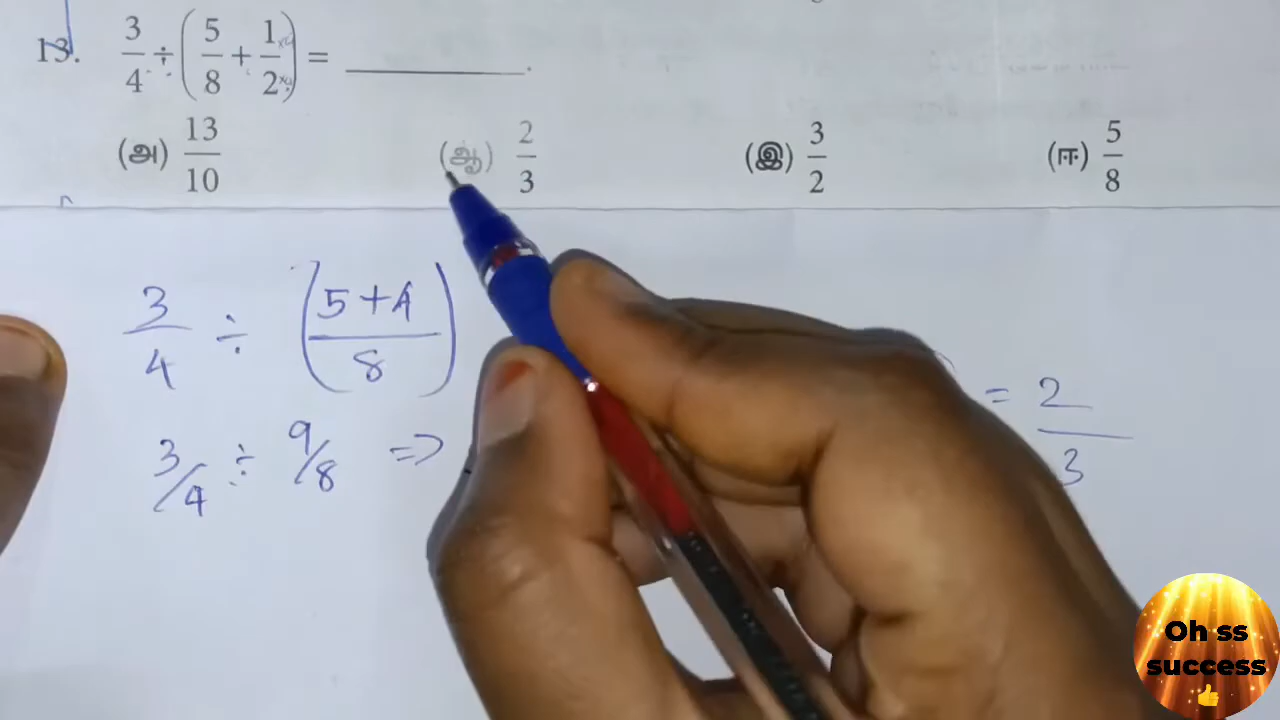 13. 3/4 ÷ (5/8 + 1/2) = ________.
(அ) 13/10 (ஆ) 2/3 (இ) 3/2 (ஈ) 5/8
3/4 ÷ (5+4/8)
3/4 ÷ 9/8 => = 2/3
Oh ss
success